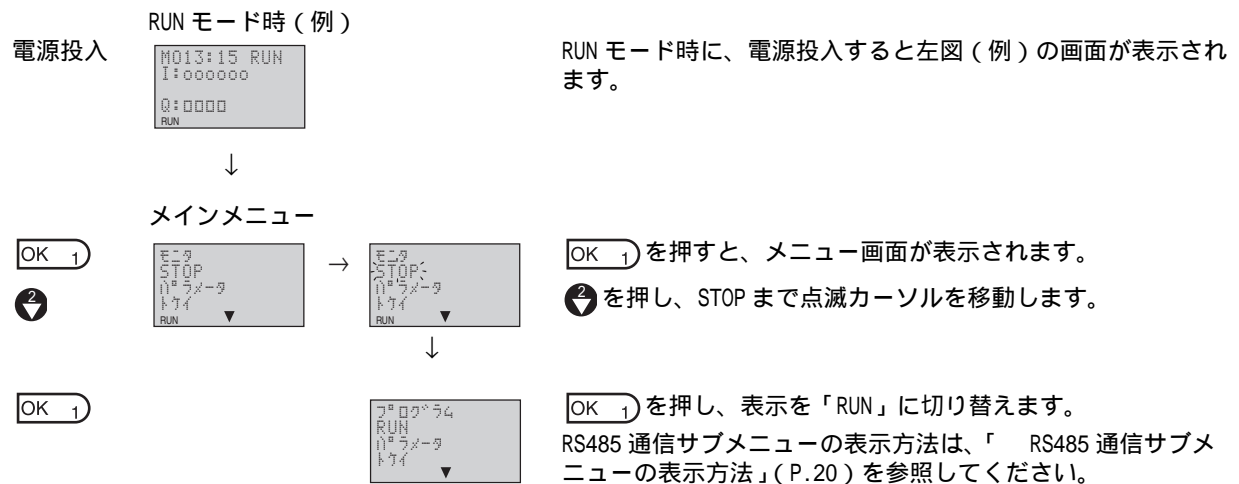 RUN モード時 ( 例 )
電源投入
MO13:15 RUN
I:oooooo
Q:□□□□
RUN
RUN モード時に、電源投入すると左図 ( 例 ) の画面が表示され
ます。
↓
メインメニュー
OK 1
2
モニタ
STOP
パラメータ
トケイ
RUN ▼
→
モニタ
STOP
パラメータ
トケイ
RUN ▼
OK 1 を押すと、メニュー画面が表示されます。
2 を押し、STOP まで点滅カーソルを移動します。
↓
OK 1
プログラム
RUN
パラメータ
トケイ
▼
OK 1 を押し、表示を「RUN」に切り替えます。
RS485 通信サブメニューの表示方法は、「 RS485 通信サブメ
ニューの表示方法」( P.20 ) を参照してください。